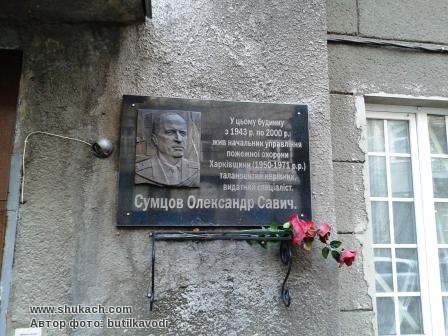 У цьому будинку
з 1943 р. по 2000 р.
жив начальник управління
пожежної охорони
Харківщини (1950-1971 р.р.)
талановитий керівник,
видатний спеціаліст.
Сумцов Олександр Савич.
www.shukach.com
Автор фото: butilkavodi